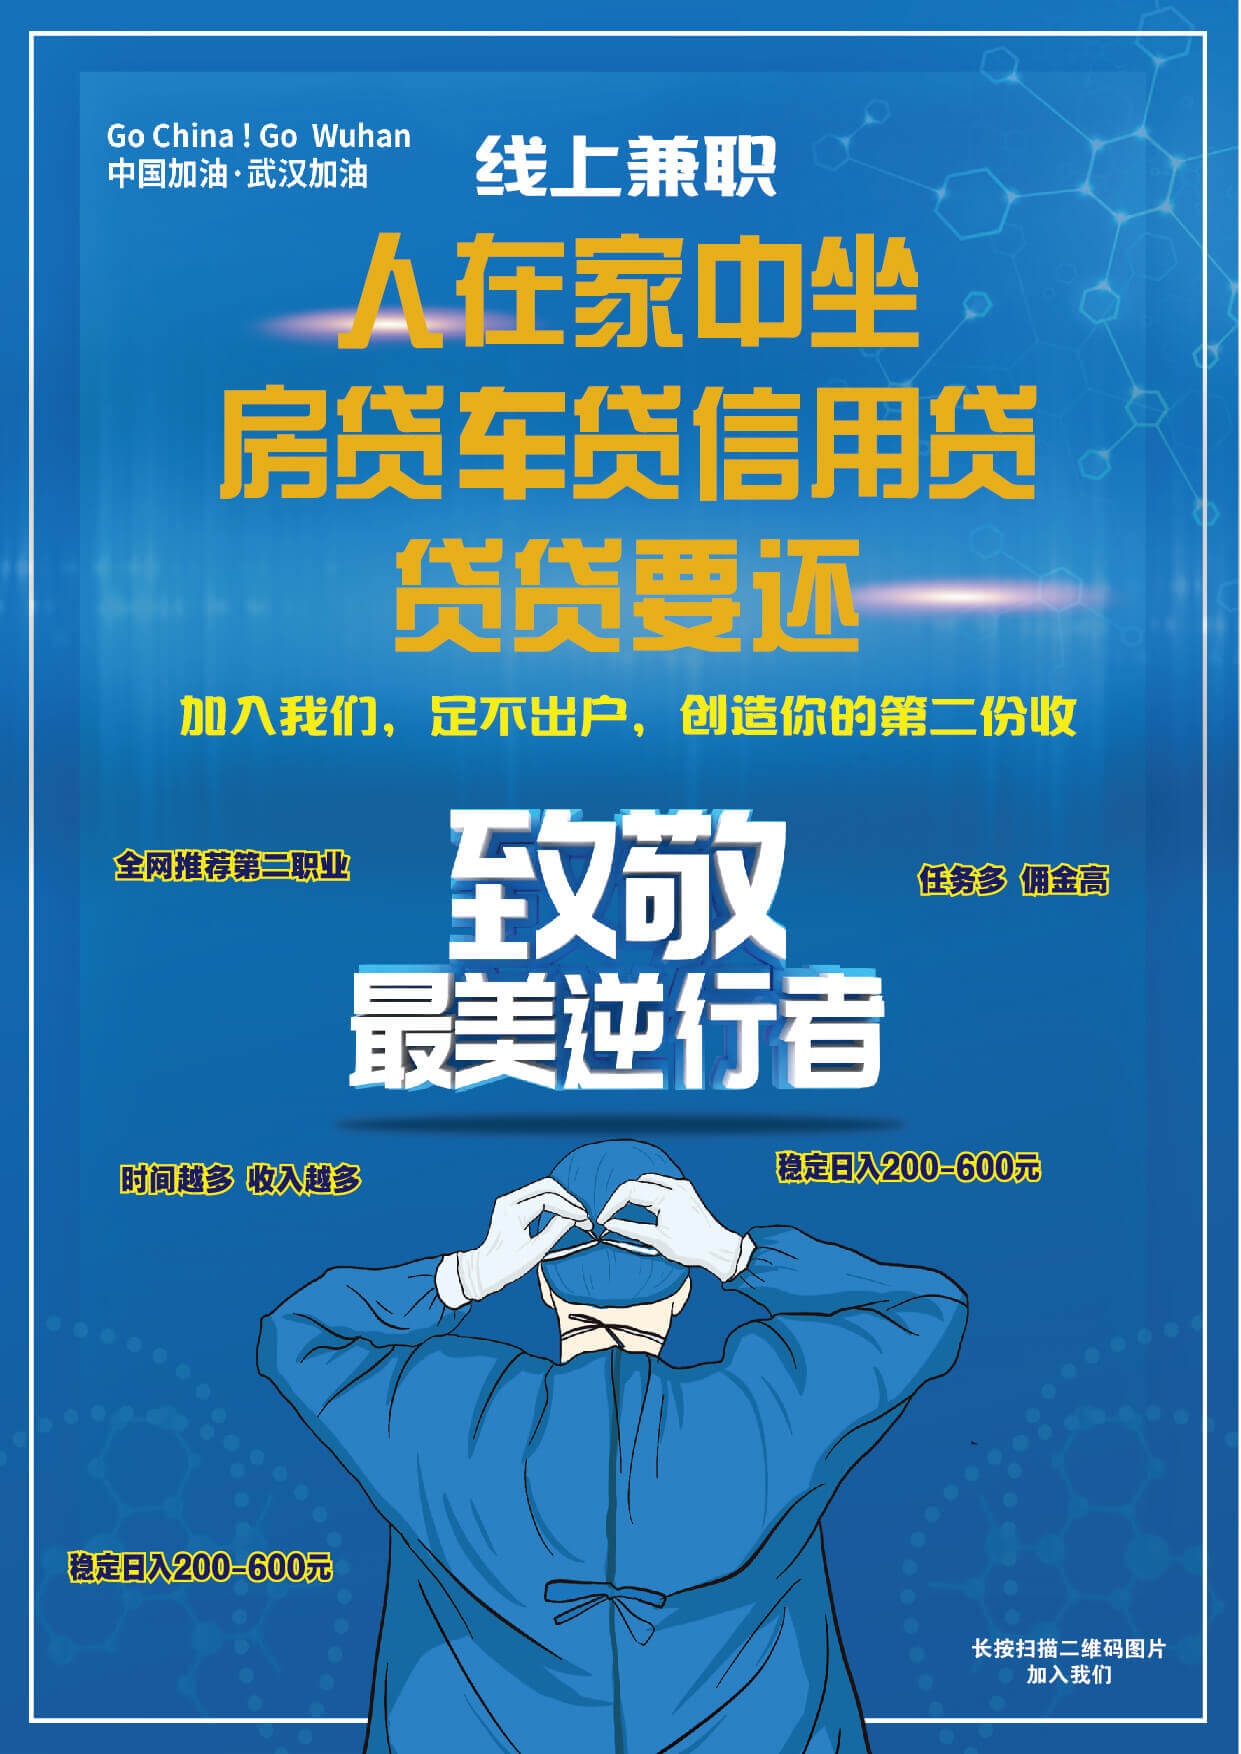 Go China ! Go Wuhan
中国加油·武汉加油
线上兼职
人在家中坐
房贷车贷信用贷
贷贷要还
加入我们，足不出户，创造你的第二份收
全网推荐第二职业
任务多 佣金高
致敬
最美逆行者
时间越多 收入越多
稳定日入200-600元
稳定日入200-600元
长按扫描二维码图片
加入我们